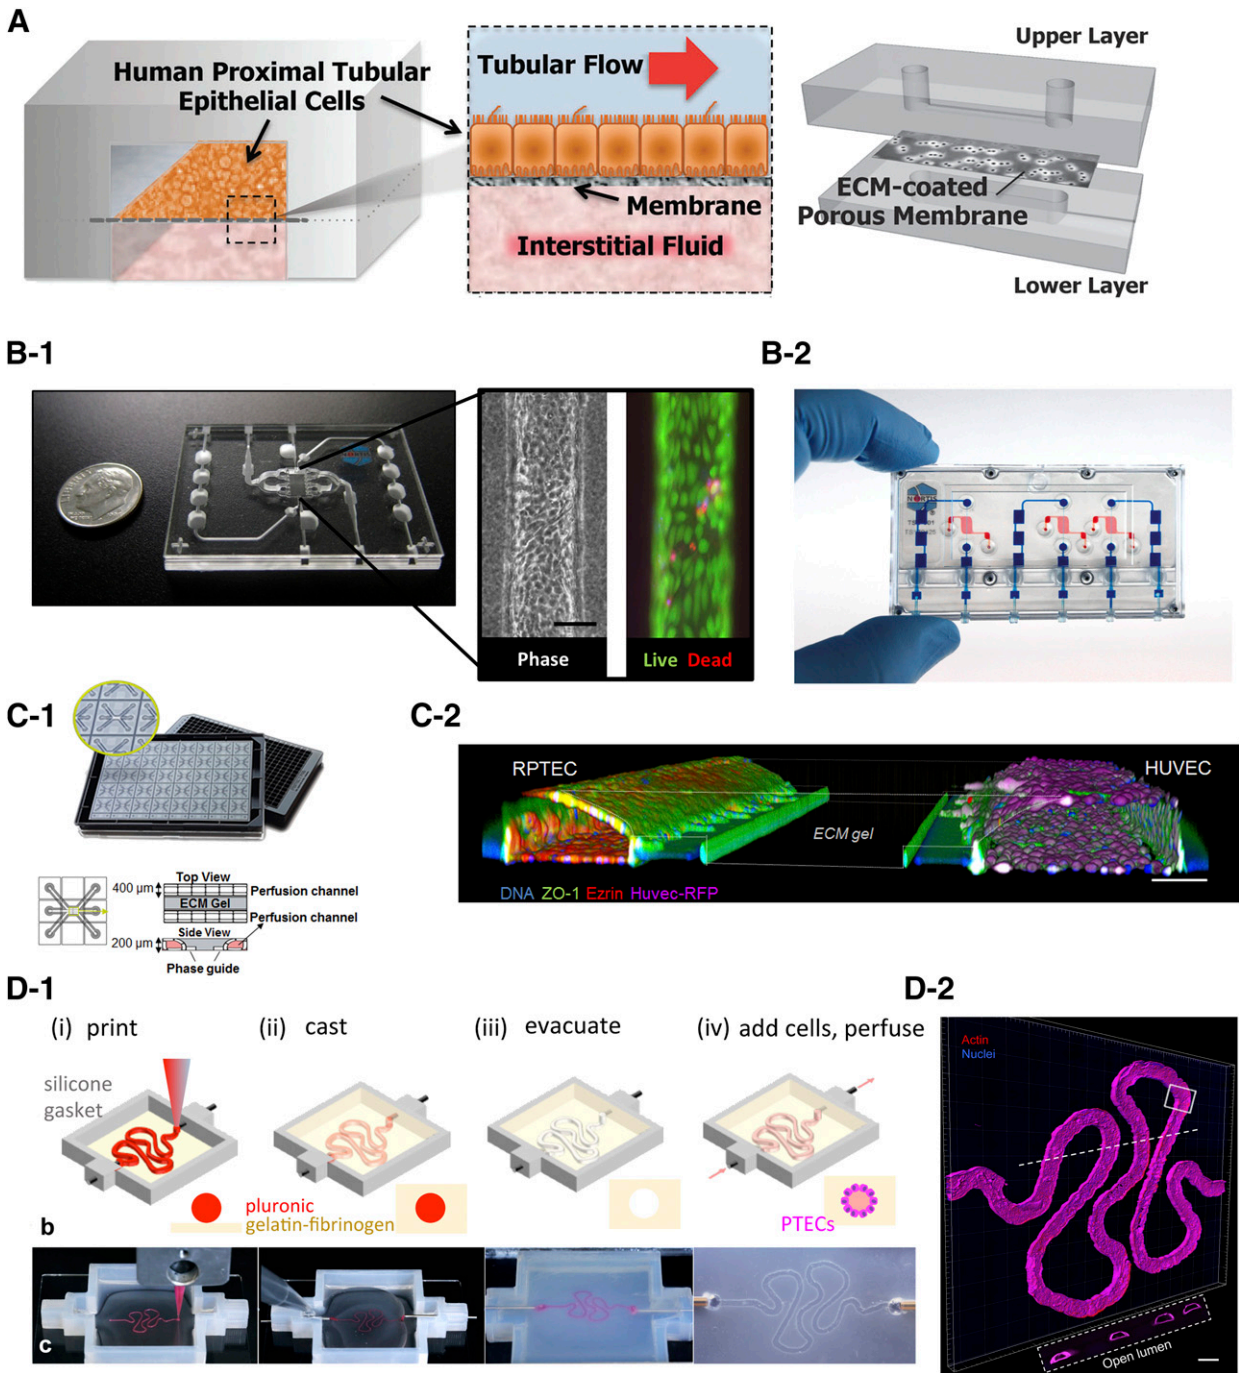 A
Human Proximal Tubular
Epithelial Cells
Tubular Flow
Membrane
Interstitial Fluid
Upper Layer
ECM-coated
Porous Membrane
Lower Layer
B-1
Phase
Live Dead
B-2
NORTIS
C-1
Top View
400 µm
Perfusion channel
ECM Gel
Perfusion channel
Side View
200 µm
Phase guide
C-2
RPTEC
HUVEC
ECM gel
DNA ZO-1 Ezrin Huvec-RFP
D-1
(i) print
(ii) cast
(iii) evacuate
(iv) add cells, perfuse
silicone
gasket
pluronic
gelatin-fibrinogen
PTECs
b
c
D-2
Actin
Nuclei
Open lumen